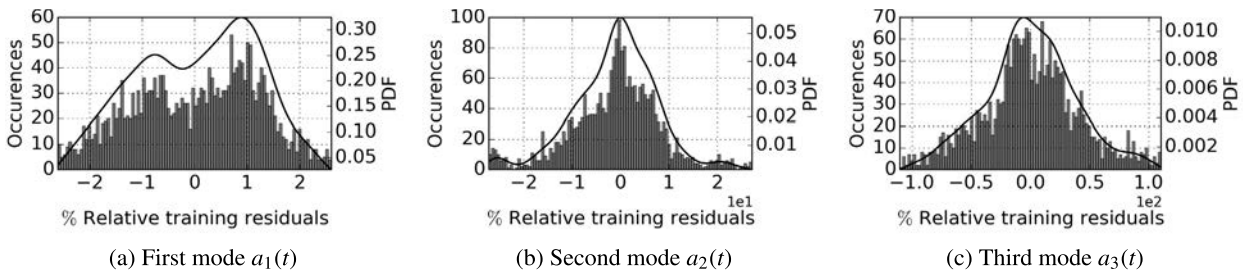 60
50
40
30
20
10
0
Occurences
0.30
0.25
0.20
0.15
0.10
0.05
PDF
−2 −1 0 1 2
% Relative training residuals
(a) First mode a₁(t)
100
80
60
40
20
0
Occurences
0.05
0.04
0.03
0.02
0.01
PDF
−2 −1 0 1 2
1e1
% Relative training residuals
(b) Second mode a₂(t)
70
60
50
40
30
20
10
0
Occurences
0.010
0.008
0.006
0.004
0.002
PDF
−1.0 −0.5 0.0 0.5 1.0
1e2
% Relative training residuals
(c) Third mode a₃(t)